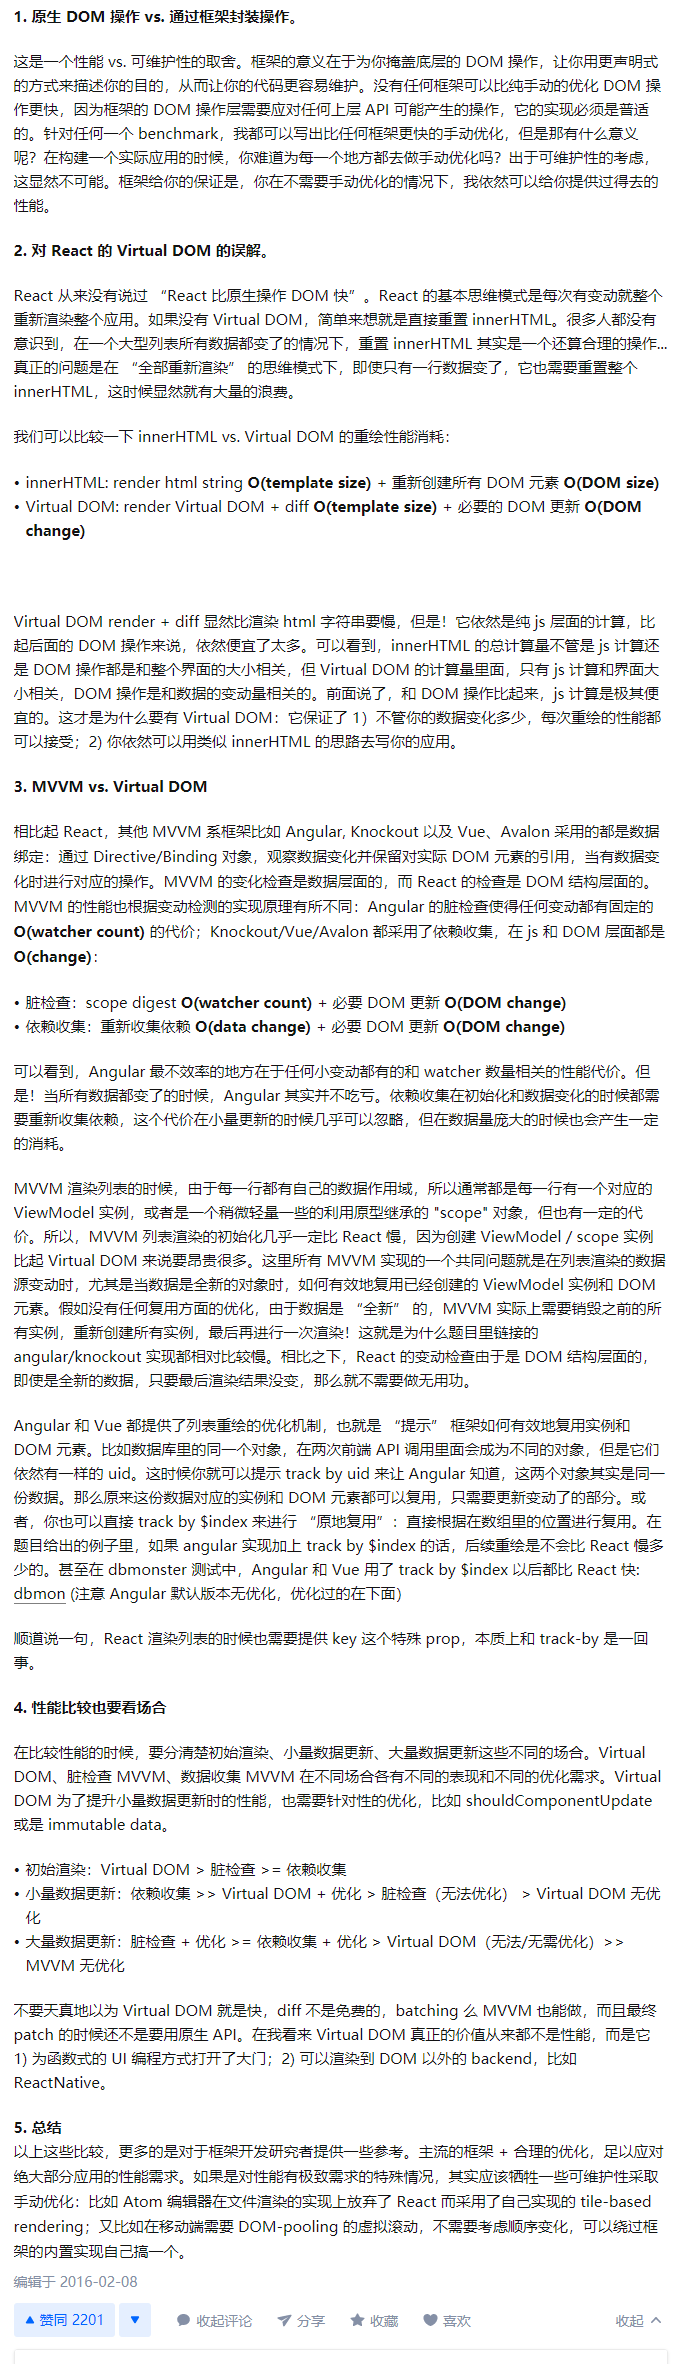 1. 原生 DOM 操作 vs. 通过框架封装操作。
这是一个性能 vs. 可维护性的取舍。框架的意义在于为你掩盖底层的 DOM 操作，让你用更声明式
的方式来描述你的目的，从而让你的代码更容易维护。没有任何框架可以比纯手动的优化 DOM 操
作更快，因为框架的 DOM 操作层需要应对任何上层 API 可能产生的操作，它的实现必须是普适
的。针对任何一个 benchmark，我都可以写出比任何框架更快的手动优化，但是那有什么意义
呢？在构建一个实际应用的时候，你难道为每一个地方都去做手动优化吗？出于可维护性的考虑，
这显然不可能。框架给你的保证是，你在不需要手动优化的情况下，我依然可以给你提供过得去的
性能。
2. 对 React 的 Virtual DOM 的误解。
React 从来没有说过 “React 比原生操作 DOM 快”。React 的基本思维模式是每次有变动就整个
重新渲染整个应用。如果没有 Virtual DOM，简单来想就是直接重置 innerHTML。很多人都没有
意识到，在一个大型列表所有数据都变了的情况下，重置 innerHTML 其实是一个还算合理的操作...
真正的问题是在 “全部重新渲染” 的思维模式下，即使只有一行数据变了，它也需要重置整个
innerHTML，这时候显然就有大量的浪费。
我们可以比较一下 innerHTML vs. Virtual DOM 的重绘性能消耗：
• innerHTML: render html string O(template size) + 重新创建所有 DOM 元素 O(DOM size)
• Virtual DOM: render Virtual DOM + diff O(template size) + 必要的 DOM 更新 O(DOM
change)
Virtual DOM render + diff 显然比渲染 html 字符串要慢，但是！它依然是纯 js 层面的计算，比
起后面的 DOM 操作来说，依然便宜了太多。可以看到，innerHTML 的总计算量不管是 js 计算还
是 DOM 操作都是和整个界面的大小相关，但 Virtual DOM 的计算量里面，只有 js 计算和界面大
小相关，DOM 操作是和数据的变动量相关的。前面说了，和 DOM 操作比起来，js 计算是极其便
宜的。这才是为什么要有 Virtual DOM：它保证了 1）不管你的数据变化多少，每次重绘的性能都
可以接受；2) 你依然可以用类似 innerHTML 的思路去写你的应用。
3. MVVM vs. Virtual DOM
相比起 React，其他 MVVM 系框架比如 Angular, Knockout 以及 Vue、Avalon 采用的都是数据
绑定：通过 Directive/Binding 对象，观察数据变化并保留对实际 DOM 元素的引用，当有数据变
化时进行对应的操作。MVVM 的变化检查是数据层面的，而 React 的检查是 DOM 结构层面的。
MVVM 的性能也根据变动检测的实现原理有所不同：Angular 的脏检查使得任何变动都有固定的
O(watcher count) 的代价；Knockout/Vue/Avalon 都采用了依赖收集，在 js 和 DOM 层面都是
O(change)：
• 脏检查：scope digest O(watcher count) + 必要 DOM 更新 O(DOM change)
• 依赖收集：重新收集依赖 O(data change) + 必要 DOM 更新 O(DOM change)
可以看到，Angular 最不效率的地方在于任何小变动都有的和 watcher 数量相关的性能代价。但
是！当所有数据都变了的时候，Angular 其实并不吃亏。依赖收集在初始化和数据变化的时候都需
要重新收集依赖，这个代价在小量更新的时候几乎可以忽略，但在数据量庞大的时候也会产生一定
的消耗。
MVVM 渲染列表的时候，由于每一行都有自己的数据作用域，所以通常都是每一行有一个对应的
ViewModel 实例，或者是一个稍微轻量一些的利用原型继承的 "scope" 对象，但也有一定的代
价。所以，MVVM 列表渲染的初始化几乎一定比 React 慢，因为创建 ViewModel / scope 实例
比起 Virtual DOM 来说要昂贵很多。这里所有 MVVM 实现的一个共同问题就是在列表渲染的数据
源变动时，尤其是当数据是全新的对象时，如何有效地复用已经创建的 ViewModel 实例和 DOM
元素。假如没有任何复用方面的优化，由于数据是 “全新” 的，MVVM 实际上需要销毁之前的所
有实例，重新创建所有实例，最后再进行一次渲染！这就是为什么题目里链接的
angular/knockout 实现都相对比较慢。相比之下，React 的变动检查由于是 DOM 结构层面的，
即使是全新的数据，只要最后渲染结果没变，那么就不需要做无用功。
Angular 和 Vue 都提供了列表重绘的优化机制，也就是 “提示” 框架如何有效地复用实例和
DOM 元素。比如数据库里的同一个对象，在两次前端 API 调用里面会成为不同的对象，但是它们
依然有一样的 uid。这时候你就可以提示 track by uid 来让 Angular 知道，这两个对象其实是同一
份数据。那么原来这份数据对应的实例和 DOM 元素都可以复用，只需要更新变动了的部分。或
者，你也可以直接 track by $index 来进行 “原地复用”：直接根据在数组里的位置进行复用。在
题目给出的例子里，如果 angular 实现加上 track by $index 的话，后续重绘是不会比 React 慢多
少的。甚至在 dbmonster 测试中，Angular 和 Vue 用了 track by $index 以后都比 React 快:
dbmon (注意 Angular 默认版本无优化，优化过的在下面）
顺道说一句，React 渲染列表的时候也需要提供 key 这个特殊 prop，本质上和 track-by 是一回
事。
4. 性能比较也要看场合
在比较性能的时候，要分清楚初始渲染、小量数据更新、大量数据更新这些不同的场合。Virtual
DOM、脏检查 MVVM、数据收集 MVVM 在不同场合各有不同的表现和不同的优化需求。Virtual
DOM 为了提升小量数据更新时的性能，也需要针对性的优化，比如 shouldComponentUpdate
或是 immutable data。
• 初始渲染：Virtual DOM > 脏检查 >= 依赖收集
• 小量数据更新：依赖收集 >> Virtual DOM + 优化 > 脏检查（无法优化） > Virtual DOM 无优
化
• 大量数据更新：脏检查 + 优化 >= 依赖收集 + 优化 > Virtual DOM（无法/无需优化）>>
MVVM 无优化
不要天真地以为 Virtual DOM 就是快，diff 不是免费的，batching 么 MVVM 也能做，而且最终
patch 的时候还不是要用原生 API。在我看来 Virtual DOM 真正的价值从来都不是性能，而是它
1) 为函数式的 UI 编程方式打开了大门；2) 可以渲染到 DOM 以外的 backend，比如
ReactNative。
5. 总结
以上这些比较，更多的是对于框架开发研究者提供一些参考。主流的框架 + 合理的优化，足以应对
绝大部分应用的性能需求。如果是对性能有极致需求的特殊情况，其实应该牺牲一些可维护性采取
手动优化：比如 Atom 编辑器在文件渲染的实现上放弃了 React 而采用了自己实现的 tile-based
rendering；又比如在移动端需要 DOM-pooling 的虚拟滚动，不需要考虑顺序变化，可以绕过框
架的内置实现自己搞一个。
编辑于 2016-02-08
赞同 2201 收起评论 分享 收藏 喜欢 收起